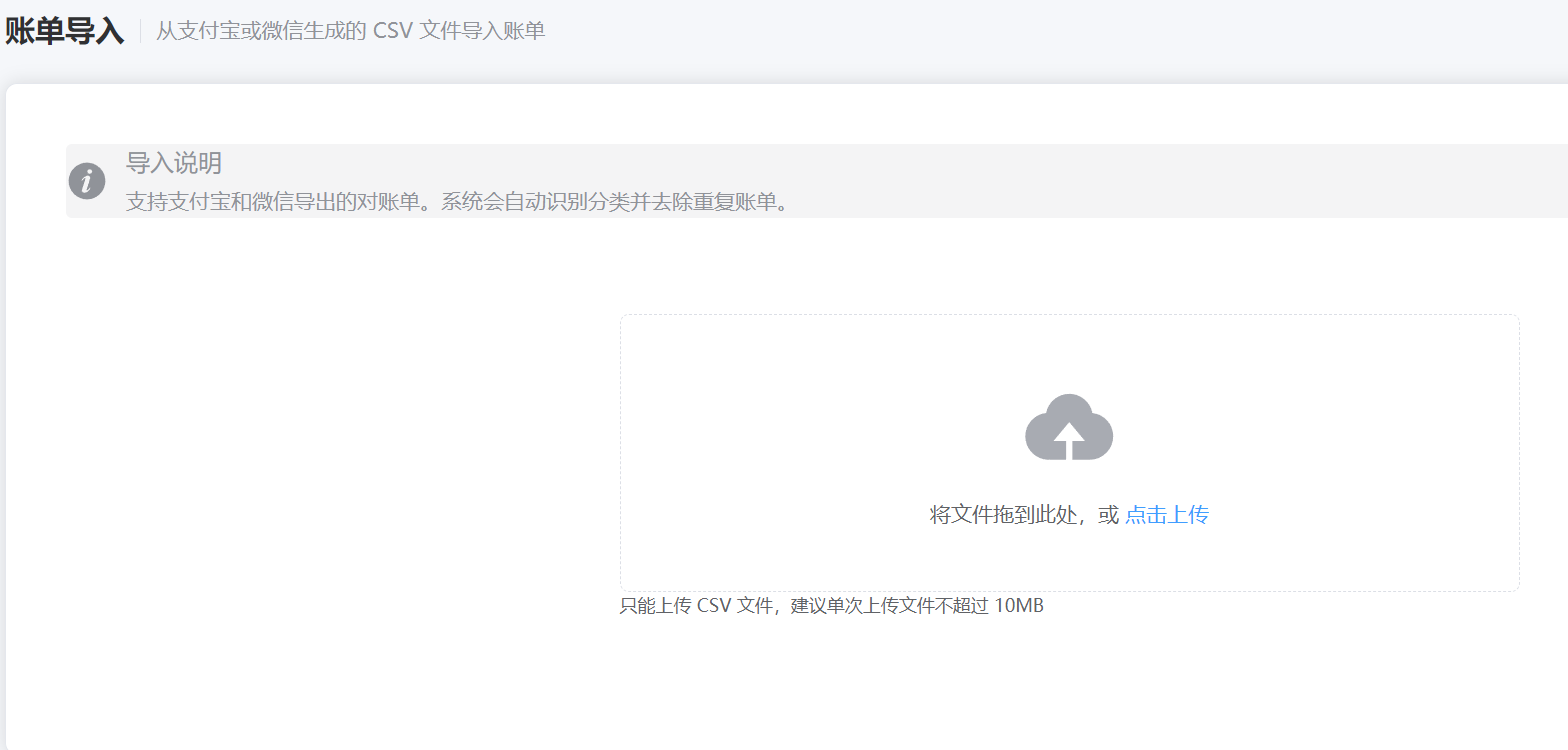 账单导入
从支付宝或微信生成的 CSV 文件导入账单
导入说明
支持支付宝和微信导出的对账单。系统会自动识别分类并去除重复账单。
将文件拖到此处，或 点击上传
只能上传 CSV 文件，建议单次上传文件不超过 10MB